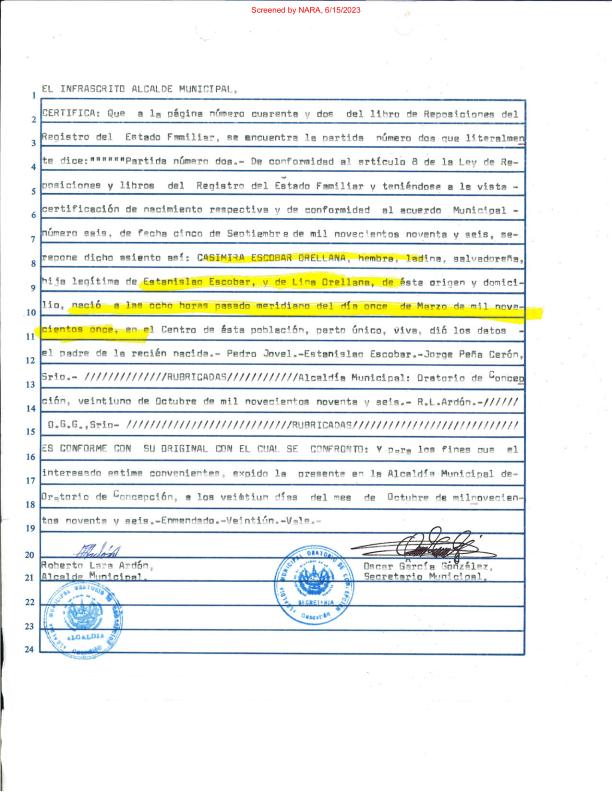 Screened by NARA, 6/15/2023
EL INFRASCRITO ALCALDE MUNICIPAL,
1
CERTIFICA: Que a la página número cuarenta y dos del libro de Reposiciones del
2
Registro del Estado Familiar, se encuentra la partida número dos que literalmen
3
te dice:""""""Partida número dos.- De conformidad al artículo 8 de la Ley de Re-
4
posiciones y libros del Registro del Estado Familiar y teniéndose a la vista -
5
certificación de nacimiento respectiva y de conformidad al acuerdo Municipal -
6
número seis, de fecha cinco de Septiembre de mil novecientos noventa y seis, se-
7
repone dicho asiento así: CASIMIRA ESCOBAR ORELLANA, hembra, ladina, salvadoreña,
8
hija legítima de Estanislao Escobar, y de Lina Orellana, de éste origen y domici-
9
lio, nació a las ocho horas pasado meridiano del día once de Marzo de mil nove-
10
cientos once, en el Centro de ésta población, parto único, viva, dió los datos -
11
el padre de la recién nacida.- Pedro Jovel.-Estanislao Escobar.-Jorge Peña Cerón,
12
Srio.- //////////////RUBRICADAS////////////Alcaldía Municipal: Oratorio de Concep
13
ción, veintiuno de Octubre de mil novecientos noventa y seis.- R.L.Ardón.-//////
14
O.G.G.,Srio- ///////////////////////////RUBRICADAS///////////////////////////////
15
ES CONFORME CON SU ORIGINAL CON EL CUAL SE CONFRONTO: Y para los fines que el
16
interesado estime convenientes, expido la presente en la Alcaldía Municipal de-
17
Oratorio de Concepción, a los veiñtiun días del mes de Octubre de milnovecien-
18
tos noventa y seis.-Enmendado.-Veintiún.-Vale.-
19
20
Roberto Lara Ardón, Oscar García González,
21
Alcalde Municipal. Secretario Municipal.
22
ALCALDIA MUNICIPAL ORATORIO DE CONCEPCION
SECRETARIA
Cuscatlán
23
ALCALDIA
Cuscatlán
24